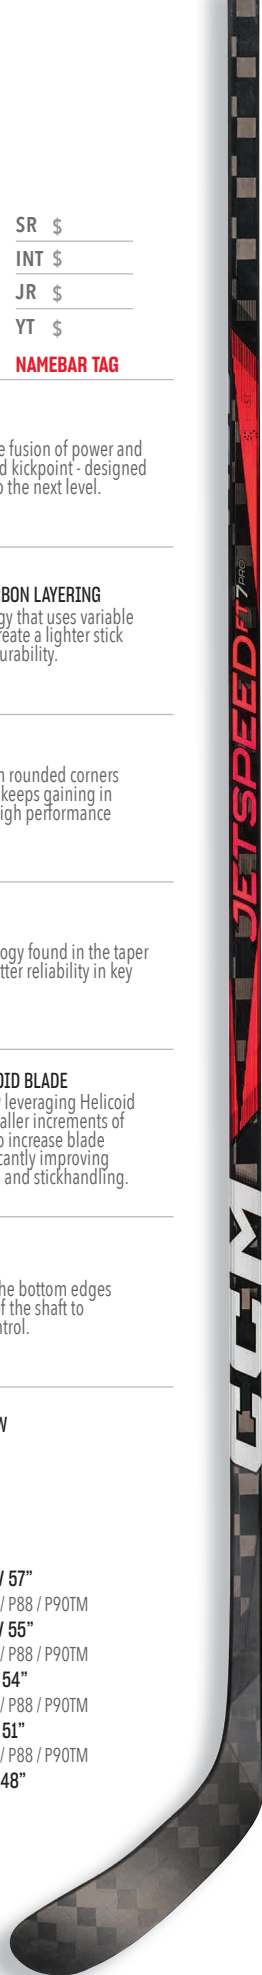 SR $
INT $
JR $
YT $
NAMEBAR TAG
e fusion of power and
d kickpoint - designed
o the next level.
BON LAYERING
gy that uses variable
reate a lighter stick
urability.
n rounded corners
keeps gaining in
igh performance
ogy found in the taper
tter reliability in key
OID BLADE
leveraging Helicoid
aller increments of
o increase blade
cantly improving
and stickhandling.
he bottom edges
f the shaft to
ntrol.
W
/ 57”
/ P88 / P90TM
/ 55”
/ P88 / P90TM
54”
/ P88 / P90TM
51”
/ P88 / P90TM
48”
JETSPEED FT7 PRO
CCM